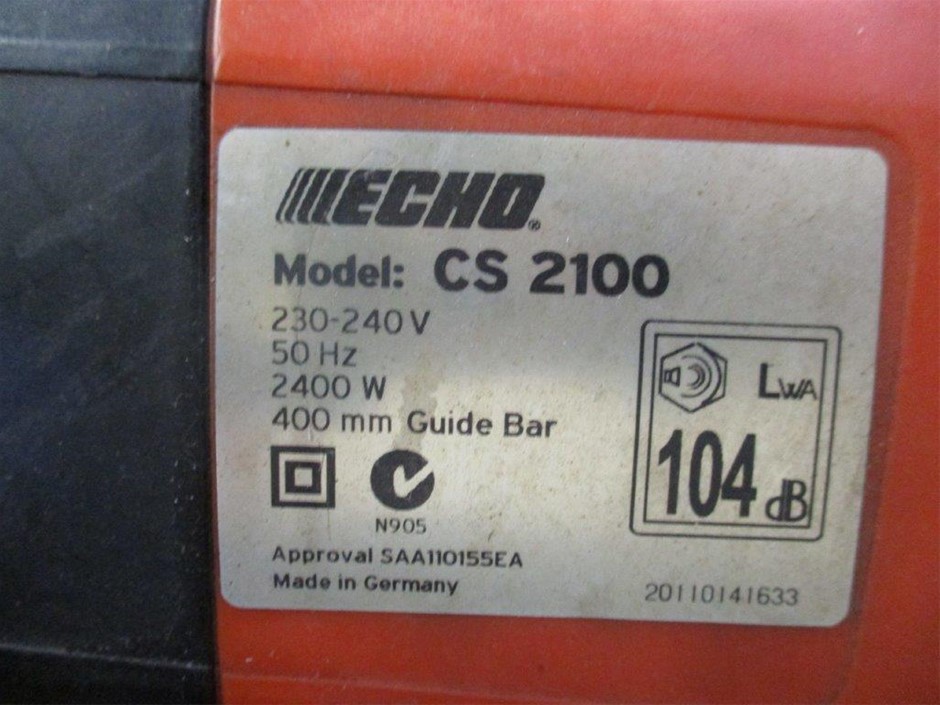 ECHO®
Model: CS 2100
230-240 V
50 Hz
2400 W
400 mm Guide Bar
LWA
104 dB
N905
Approval SAA110155EA
Made in Germany
20110141633